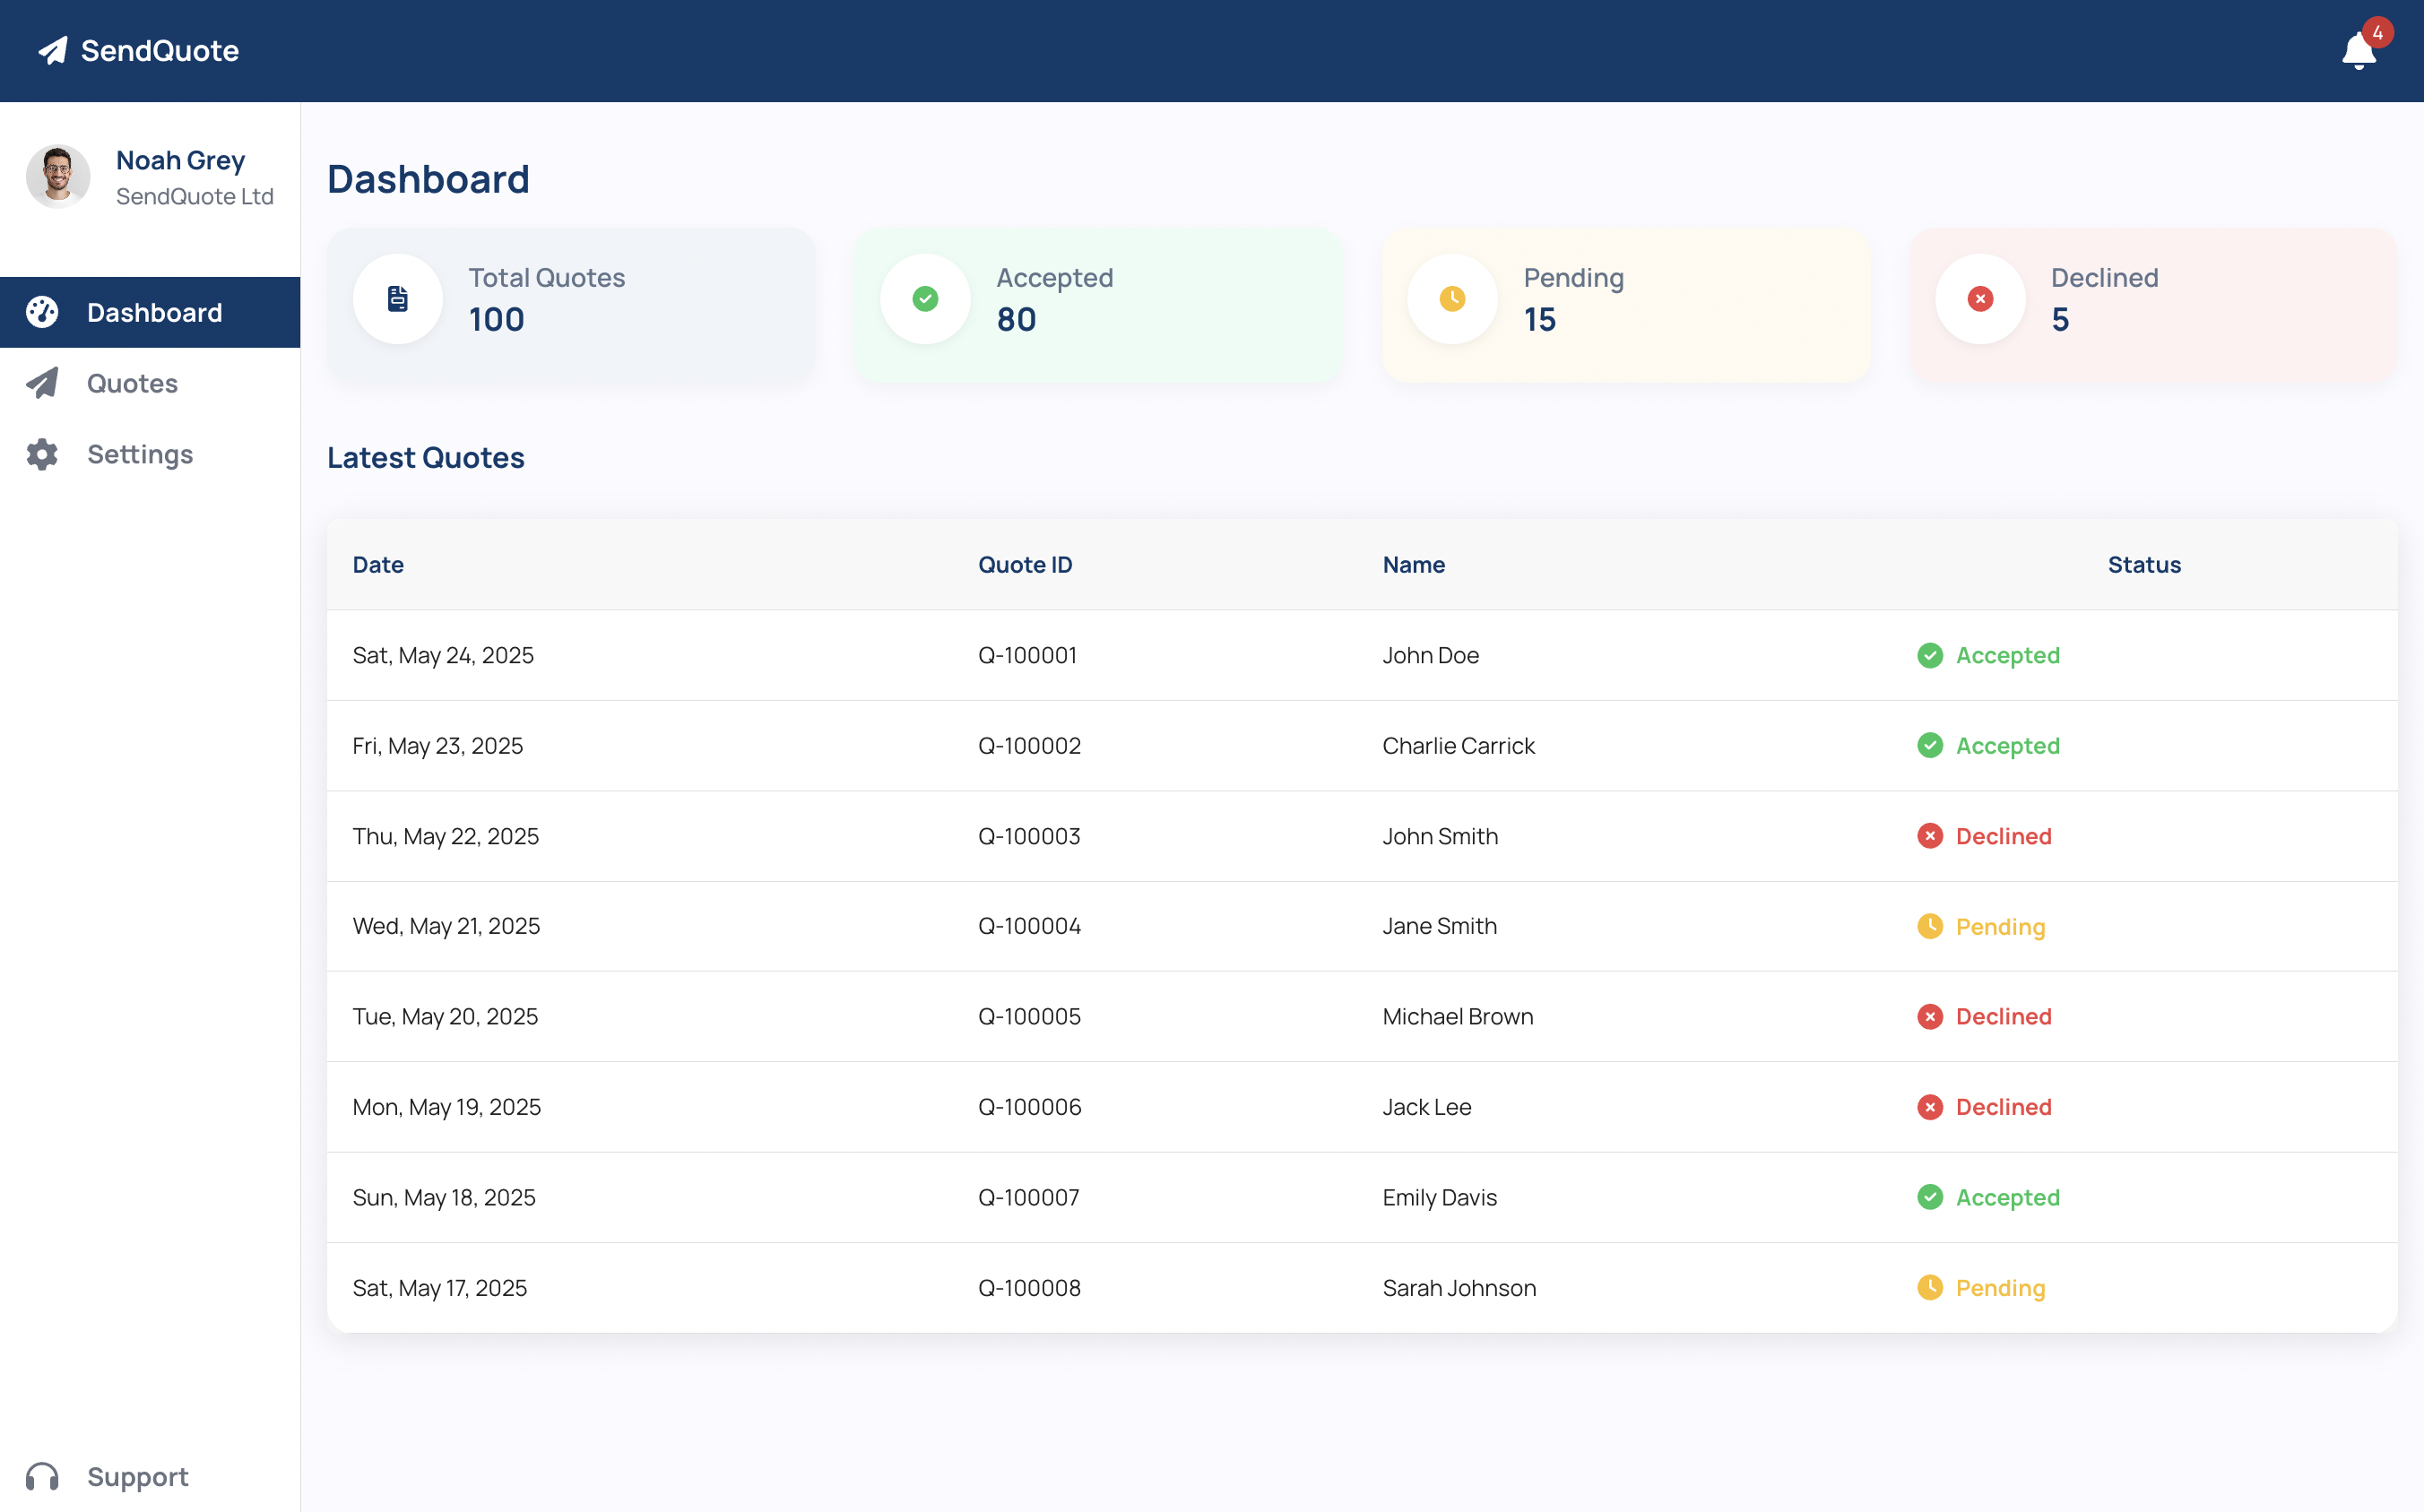 SendQuote
4
Noah Grey
SendQuote Ltd
Dashboard
Quotes
Settings
Support
Dashboard
Total Quotes
100
Accepted
80
Pending
15
Declined
5
Latest Quotes
Date Quote ID Name Status
Sat, May 24, 2025 Q-100001 John Doe Accepted
Fri, May 23, 2025 Q-100002 Charlie Carrick Accepted
Thu, May 22, 2025 Q-100003 John Smith Declined
Wed, May 21, 2025 Q-100004 Jane Smith Pending
Tue, May 20, 2025 Q-100005 Michael Brown Declined
Mon, May 19, 2025 Q-100006 Jack Lee Declined
Sun, May 18, 2025 Q-100007 Emily Davis Accepted
Sat, May 17, 2025 Q-100008 Sarah Johnson Pending